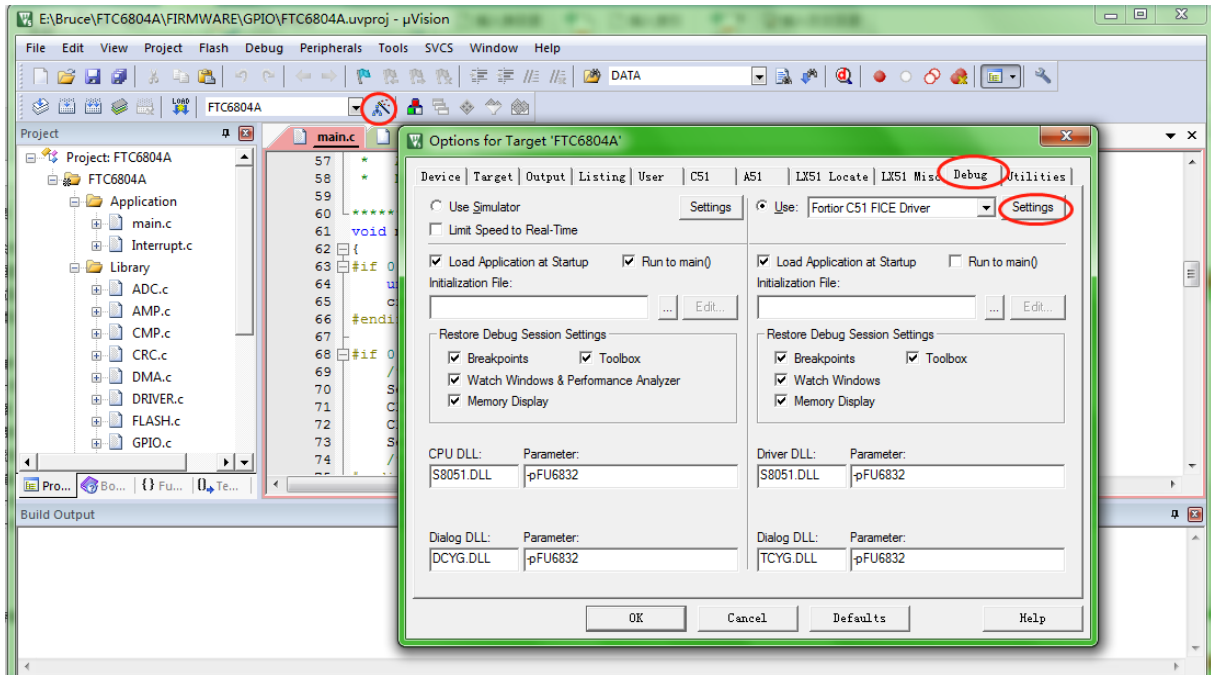 E:\Bruce\FTC6804A\FIRMWARE\GPIO\FTC6804A.uvproj - µVision
File Edit View Project Flash Debug Peripherals Tools SVCS Window Help
DATA
LOAD FTC6804A
Project
Project: FTC6804A
FTC6804A
Application
main.c
Interrupt.c
Library
ADC.c
AMP.c
CMP.c
CRC.c
DMA.c
DRIVER.c
FLASH.c
GPIO.c
Pro... Bo... {} Fu... 0 Te...
main.c
57 *
58 *
59
60 *****
61 void
62 {
63 #if 0
64
65
66 #endi
67
68 #if 0
69 /
70 S
71 C
72 C
73 S
74 /
Options for Target 'FTC6804A'
Device Target Output Listing User C51 A51 LX51 Locate LX51 Misc Debug Utilities
Use Simulator Settings
Limit Speed to Real-Time
Load Application at Startup Run to main()
Initialization File:
... Edit...
Restore Debug Session Settings
Breakpoints Toolbox
Watch Windows & Performance Analyzer
Memory Display
CPU DLL: Parameter:
S8051.DLL -pFU6832
Dialog DLL: Parameter:
DCYG.DLL -pFU6832
Use: Fortior C51 FICE Driver Settings
Load Application at Startup Run to main()
Initialization File:
... Edit...
Restore Debug Session Settings
Breakpoints Toolbox
Watch Windows
Memory Display
Driver DLL: Parameter:
S8051.DLL -pFU6832
Dialog DLL: Parameter:
TCYG.DLL -pFU6832
OK Cancel Defaults Help
Build Output